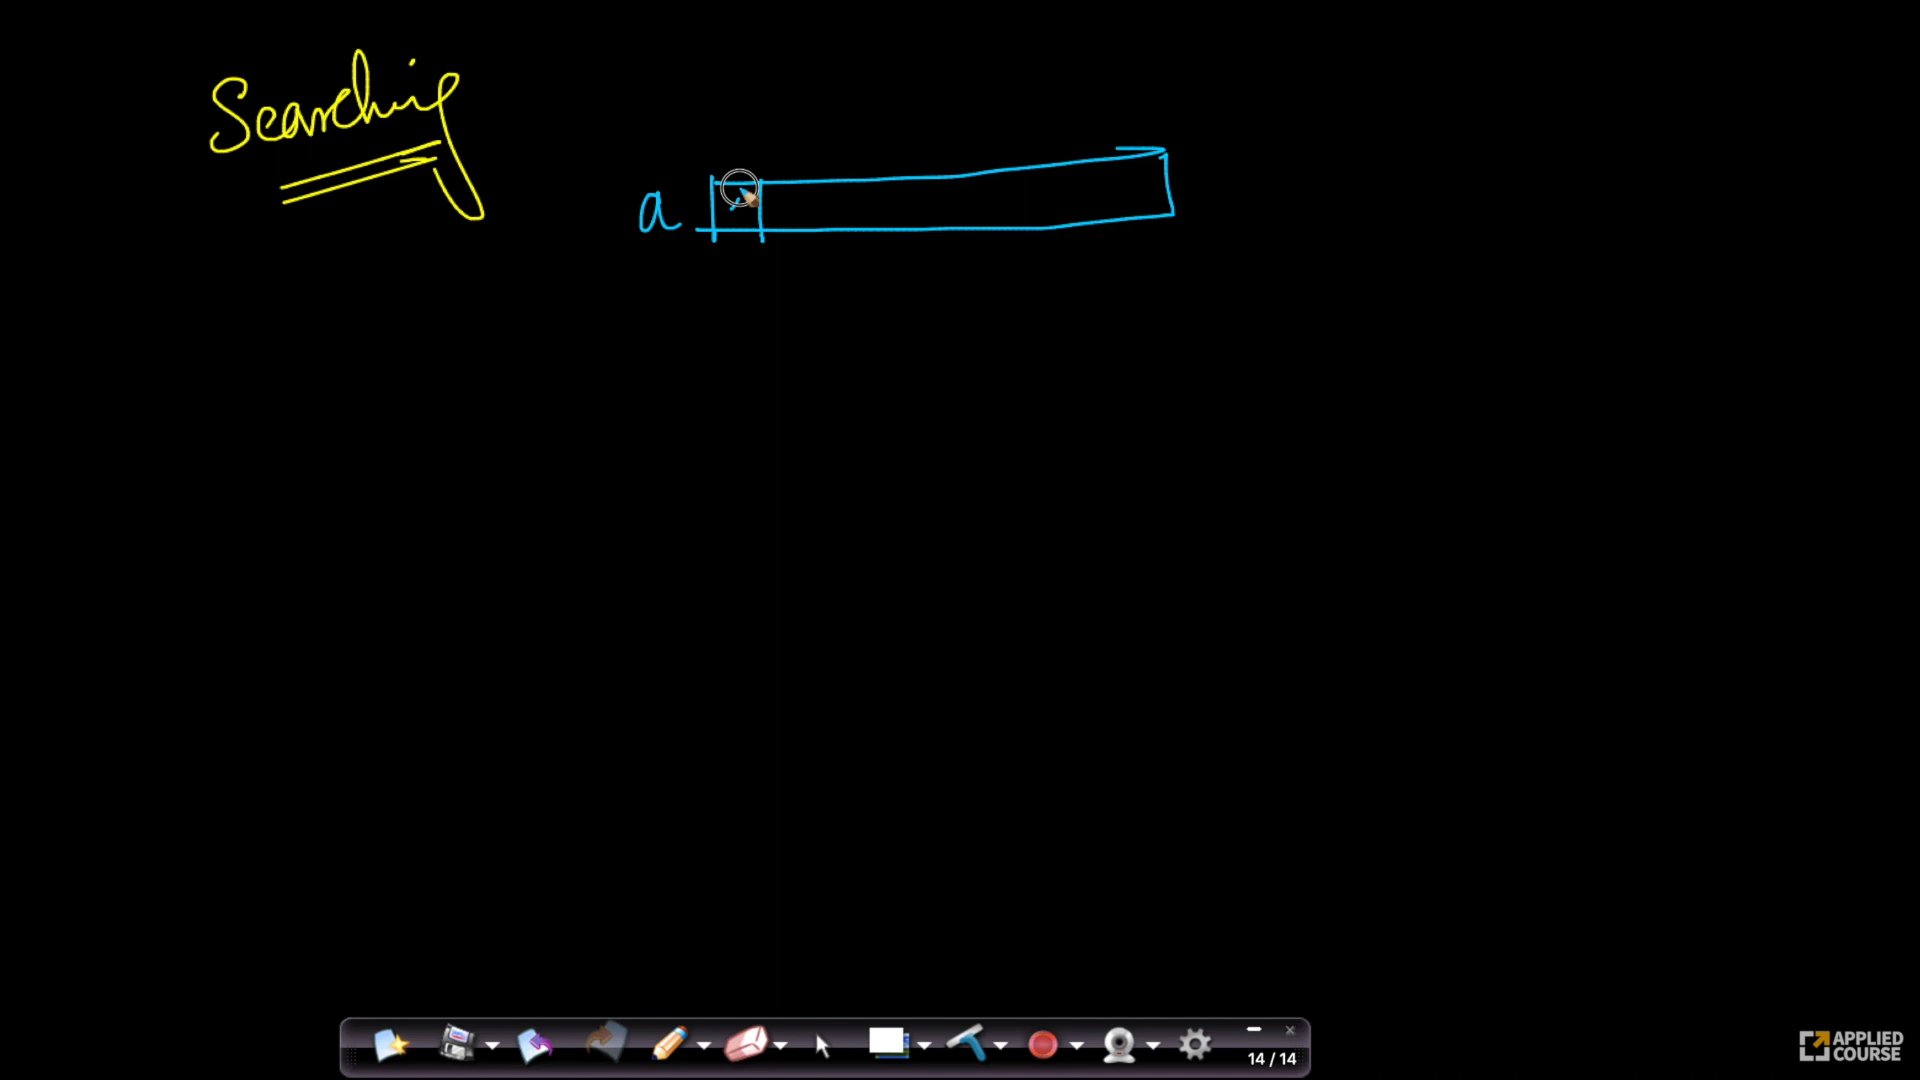 Searching
a
14 / 14
APPLIED
COURSE